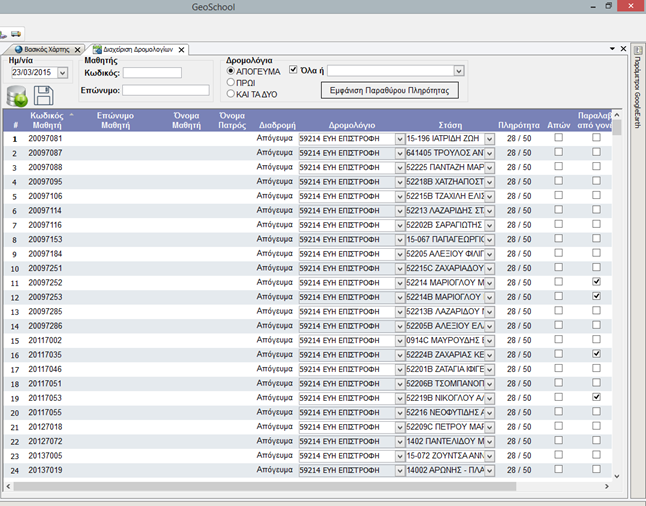 GeoSchool
Βασικός Χάρτης
Διαχείριση Δρομολογίων
Ημ/νία
23/03/2015
Μαθητής
Κωδικός:
Επώνυμο:
Δρομολόγια
ΑΠΟΓΕΥΜΑ
ΠΡΩΙ
ΚΑΙ ΤΑ ΔΥΟ
Όλα ή
Εμφάνιση Παραθύρου Πληρότητας
Παράμετροι GoogleEarth
# Κωδικός Μαθητή Επώνυμο Μαθητή Όνομα Μαθητή Όνομα Πατρός Διαδρομή Δρομολόγιο Στάση Πληρότητα Απών Παραλαβ από γονέ
1 20097081 Απόγευμα 59214 ΕΥΗ ΕΠΙΣΤΡΟΦΗ 15-196 ΙΑΤΡΙΔΗ ΖΩΗ 28 / 50
2 20097087 Απόγευμα 59214 ΕΥΗ ΕΠΙΣΤΡΟΦΗ 641405 ΤΡΟΥΛΟΣ ΑΝΤ 28 / 50
3 20097088 Απόγευμα 59214 ΕΥΗ ΕΠΙΣΤΡΟΦΗ 52225 ΠΑΝΤΑΖΗ ΜΑΡ 28 / 50
4 20097095 Απόγευμα 59214 ΕΥΗ ΕΠΙΣΤΡΟΦΗ 52218Β ΧΑΤΖΗΑΠΟΣΤ 28 / 50
5 20097106 Απόγευμα 59214 ΕΥΗ ΕΠΙΣΤΡΟΦΗ 52215Β ΤΖΑΧΙΛΗ ΕΛΙΣ 28 / 50
6 20097114 Απόγευμα 59214 ΕΥΗ ΕΠΙΣΤΡΟΦΗ 52213 ΛΑΖΑΡΙΔΗΣ ΣΤ 28 / 50
7 20097116 Απόγευμα 59214 ΕΥΗ ΕΠΙΣΤΡΟΦΗ 52202Β ΣΑΡΑΓΙΩΤΗΣ 28 / 50
8 20097153 Απόγευμα 59214 ΕΥΗ ΕΠΙΣΤΡΟΦΗ 15-067 ΠΑΠΑΓΕΩΡΓΙΟ 28 / 50
9 20097184 Απόγευμα 59214 ΕΥΗ ΕΠΙΣΤΡΟΦΗ 52205 ΑΛΕΞΙΟΥ ΦΙΛΙΠ 28 / 50
10 20097251 Απόγευμα 59214 ΕΥΗ ΕΠΙΣΤΡΟΦΗ 52215C ΖΑΧΑΡΙΑΔΟΥ 28 / 50
11 20097252 Απόγευμα 59214 ΕΥΗ ΕΠΙΣΤΡΟΦΗ 52214 ΜΑΡΙΟΓΛΟΥ Μ 28 / 50
12 20097253 Απόγευμα 59214 ΕΥΗ ΕΠΙΣΤΡΟΦΗ 52214Β ΜΑΡΙΟΓΛΟΥ 28 / 50
13 20097285 Απόγευμα 59214 ΕΥΗ ΕΠΙΣΤΡΟΦΗ 52213Β ΛΑΖΑΡΙΔΟΥ 28 / 50
14 20097286 Απόγευμα 59214 ΕΥΗ ΕΠΙΣΤΡΟΦΗ 52205Β ΑΛΕΞΙΟΥ ΕΛ 28 / 50
15 20117002 Απόγευμα 59214 ΕΥΗ ΕΠΙΣΤΡΟΦΗ 0914C ΜΑΥΡΟΥΔΗΣ 28 / 50
16 20117035 Απόγευμα 59214 ΕΥΗ ΕΠΙΣΤΡΟΦΗ 52224Β ΖΑΧΑΡΙΑΣ ΚΕ 28 / 50
17 20117046 Απόγευμα 59214 ΕΥΗ ΕΠΙΣΤΡΟΦΗ 52201Β ΖΑΤΑΓΙΑ ΙΦΙΓΕ 28 / 50
18 20117051 Απόγευμα 59214 ΕΥΗ ΕΠΙΣΤΡΟΦΗ 52206Β ΤΣΟΜΠΑΝΟΠ 28 / 50
19 20117053 Απόγευμα 59214 ΕΥΗ ΕΠΙΣΤΡΟΦΗ 52219Β ΝΙΚΟΓΛΟΥ 28 / 50
20 20117055 Απόγευμα 59214 ΕΥΗ ΕΠΙΣΤΡΟΦΗ 52216 ΝΕΟΦΥΤΙΔΗΣ 28 / 50
21 20127018 Απόγευμα 59214 ΕΥΗ ΕΠΙΣΤΡΟΦΗ 52209C ΠΕΤΡΟΥ ΜΑΡ 28 / 50
22 20127072 Απόγευμα 59214 ΕΥΗ ΕΠΙΣΤΡΟΦΗ 1402 ΠΑΝΤΕΛΙΔΟΥ Μ 28 / 50
23 20137005 Απόγευμα 59214 ΕΥΗ ΕΠΙΣΤΡΟΦΗ 15-072 ΖΟΥΝΤΣΑ ΑΝΝ 28 / 50
24 20137019 Απόγευμα 59214 ΕΥΗ ΕΠΙΣΤΡΟΦΗ 14002 ΑΡΩΝΗΣ - ΠΛΑ 28 / 50